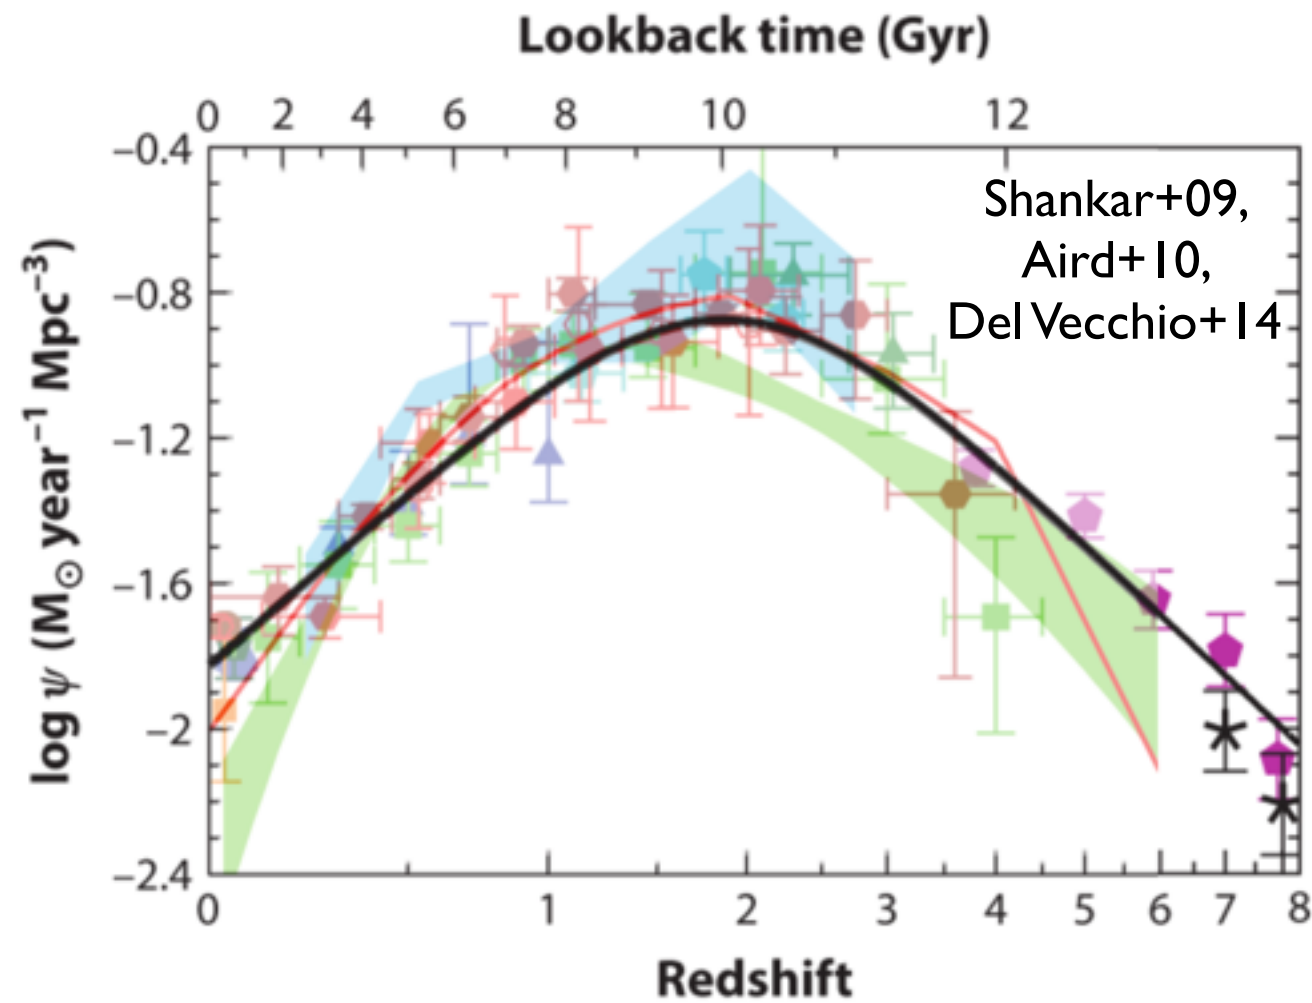 Lookback time (Gyr)
0 2 4 6 8 10 12
Shankar+09,
Aird+10,
Del Vecchio+14
log ψ (M⊙ year⁻¹ Mpc⁻³)
−0.4
−0.8
−1.2
−1.6
−2
−2.4
0 1 2 3 4 5 6 7 8
Redshift